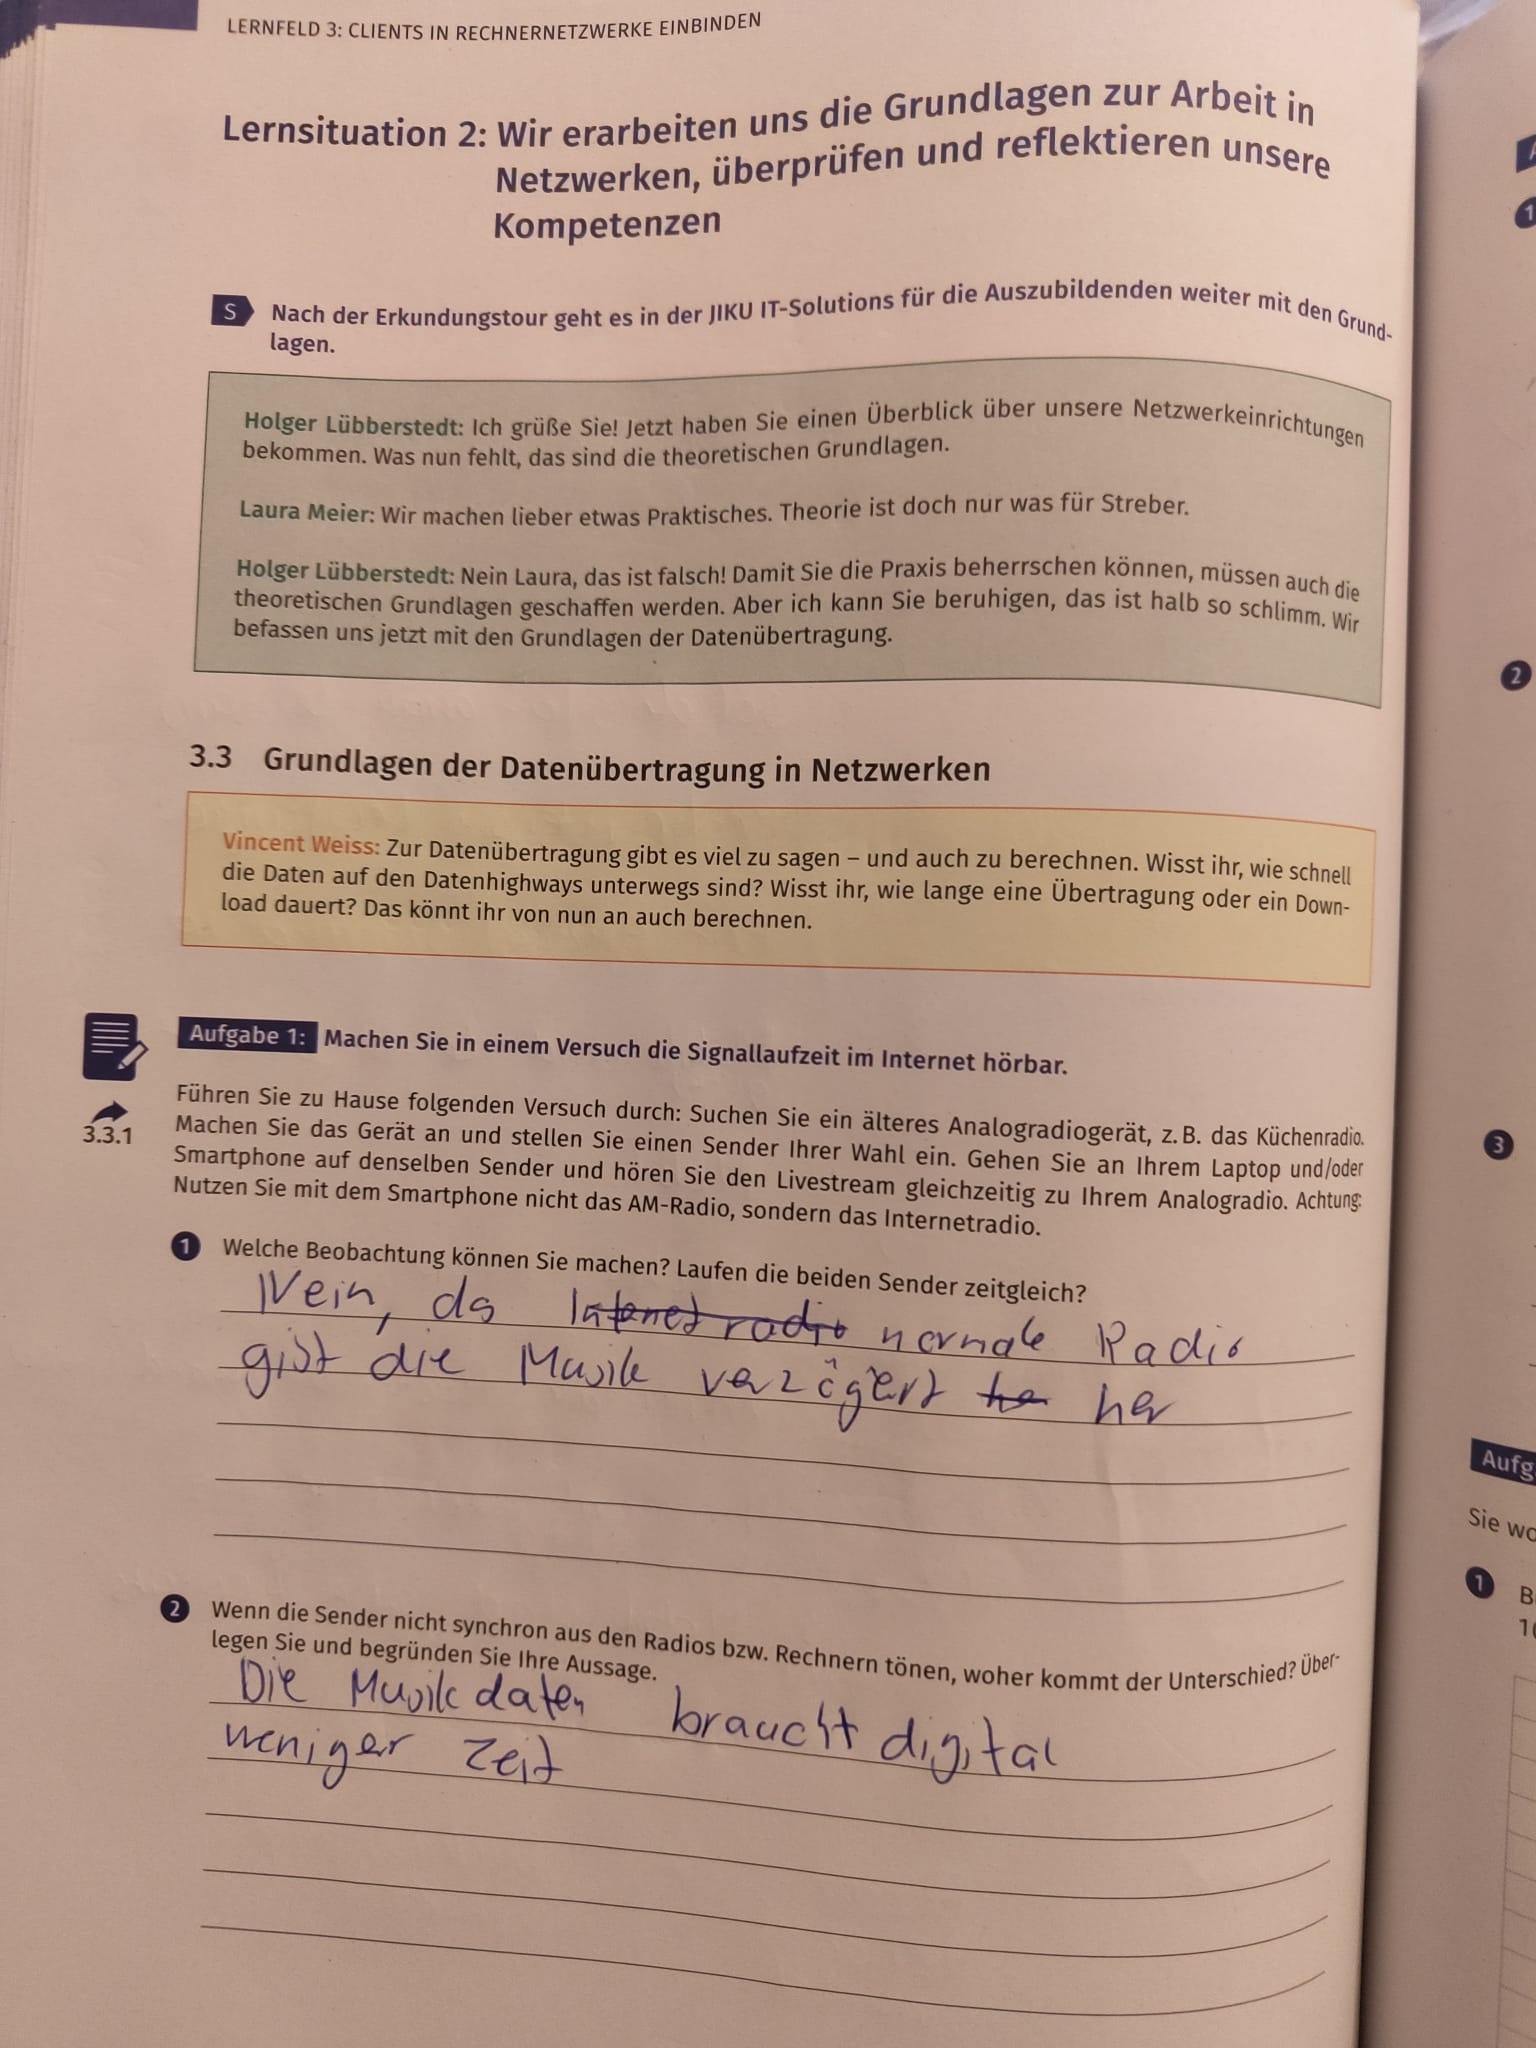 LERNFELD 3: CLIENTS IN RECHNERNETZWERKE EINBINDEN
Lernsituation 2: Wir erarbeiten uns die Grundlagen zur Arbeit in
Netzwerken, überprüfen und reflektieren unsere
Kompetenzen
S Nach der Erkundungstour geht es in der JIKU IT-Solutions für die Auszubildenden weiter mit den Grund-
lagen.
Holger Lübberstedt: Ich grüße Sie! Jetzt haben Sie einen Überblick über unsere Netzwerkeinrichtungen
bekommen. Was nun fehlt, das sind die theoretischen Grundlagen.
Laura Meier: Wir machen lieber etwas Praktisches. Theorie ist doch nur was für Streber.
Holger Lübberstedt: Nein Laura, das ist falsch! Damit Sie die Praxis beherrschen können, müssen auch die
theoretischen Grundlagen geschaffen werden. Aber ich kann Sie beruhigen, das ist halb so schlimm. Wir
befassen uns jetzt mit den Grundlagen der Datenübertragung.
3.3 Grundlagen der Datenübertragung in Netzwerken
Vincent Weiss: Zur Datenübertragung gibt es viel zu sagen – und auch zu berechnen. Wisst ihr, wie schnell
die Daten auf den Datenhighways unterwegs sind? Wisst ihr, wie lange eine Übertragung oder ein Down-
load dauert? Das könnt ihr von nun an auch berechnen.
Aufgabe 1: Machen Sie in einem Versuch die Signallaufzeit im Internet hörbar.
3.3.1
Führen Sie zu Hause folgenden Versuch durch: Suchen Sie ein älteres Analogradiogerät, z. B. das Küchenradio.
Machen Sie das Gerät an und stellen Sie einen Sender Ihrer Wahl ein. Gehen Sie an Ihrem Laptop und/oder
Smartphone auf denselben Sender und hören Sie den Livestream gleichzeitig zu Ihrem Analogradio. Achtung:
Nutzen Sie mit dem Smartphone nicht das AM-Radio, sondern das Internetradio.
1 Welche Beobachtung können Sie machen? Laufen die beiden Sender zeitgleich?
Nein, da Internetradio normale Radio
gibt die Musik verzögert he her
2 Wenn die Sender nicht synchron aus den Radios bzw. Rechnern tönen, woher kommt der Unterschied? Über-
legen Sie und begründen Sie Ihre Aussage.
Die Musikdaten braucht digital
weniger Zeit
1
2
3
Aufg
Sie wo
1
B